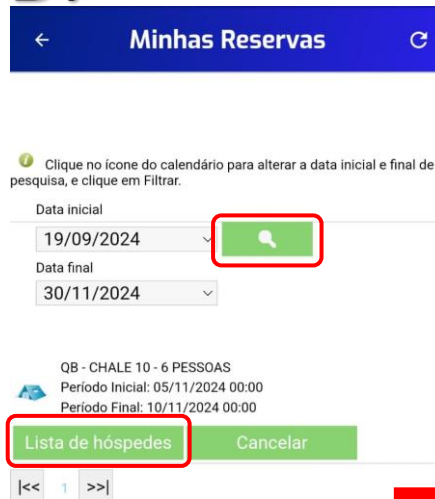 Minhas Reservas
Clique no ícone do calendário para alterar a data inicial e final de
pesquisa, e clique em Filtrar.
Data inicial
19/09/2024
Data final
30/11/2024
QB - CHALE 10 - 6 PESSOAS
Período Inicial: 05/11/2024 00:00
Período Final: 10/11/2024 00:00
Lista de hóspedes Cancelar
|<< 1 >>|